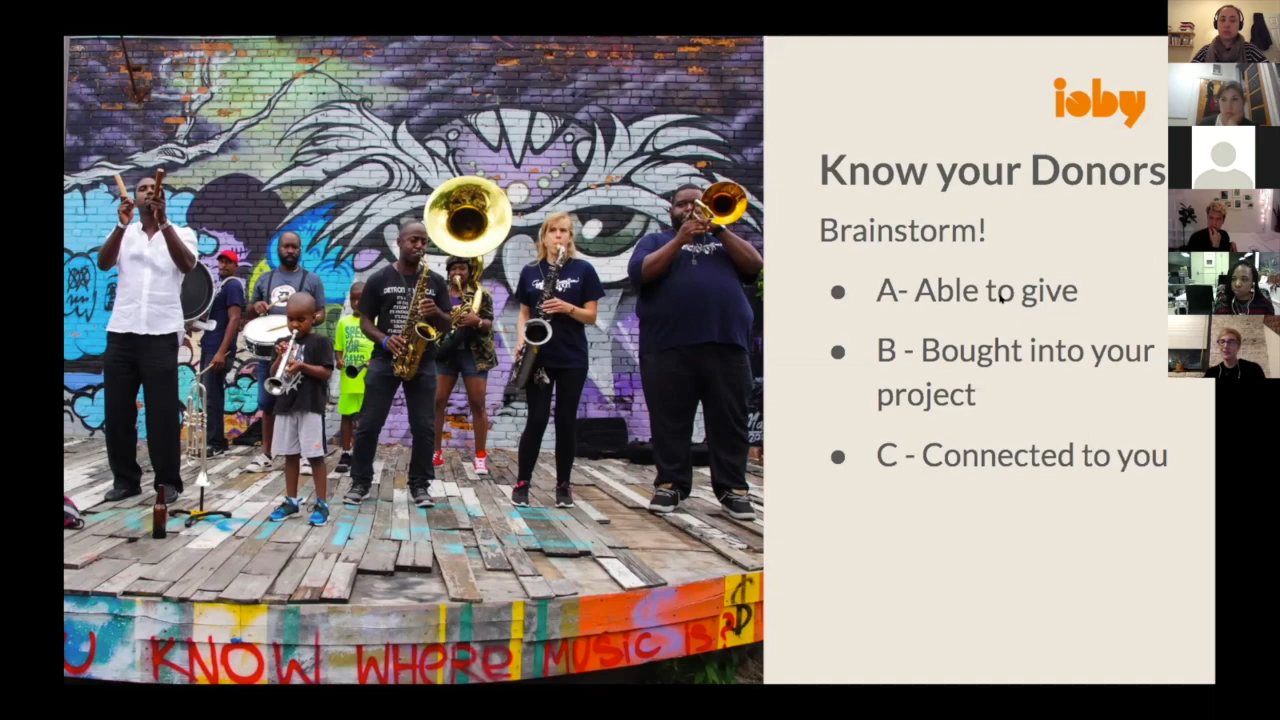 ioby
Know your Donors
Brainstorm!
A- Able to give
B - Bought into your
project
C - Connected to you
DETROIT
U KNOW WHERE MUSIC IS?
$